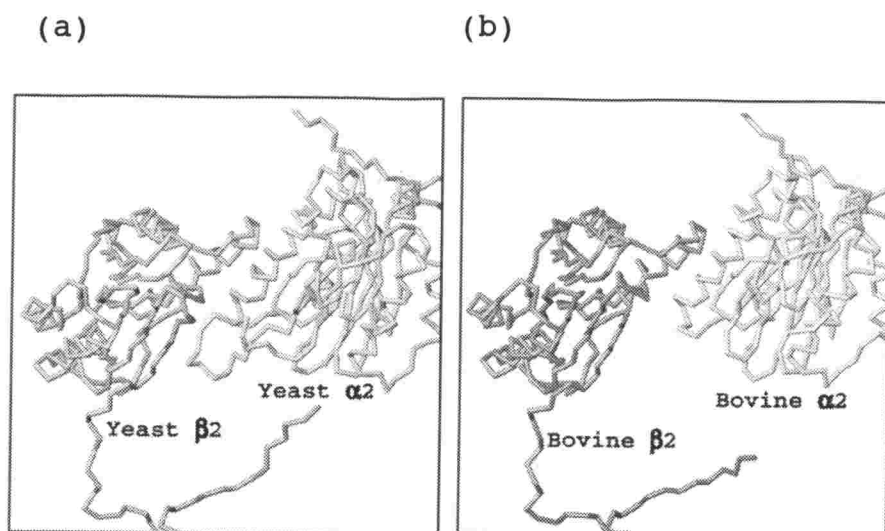 (a)
(b)
Yeast α2
Yeast β2
Bovine α2
Bovine β2